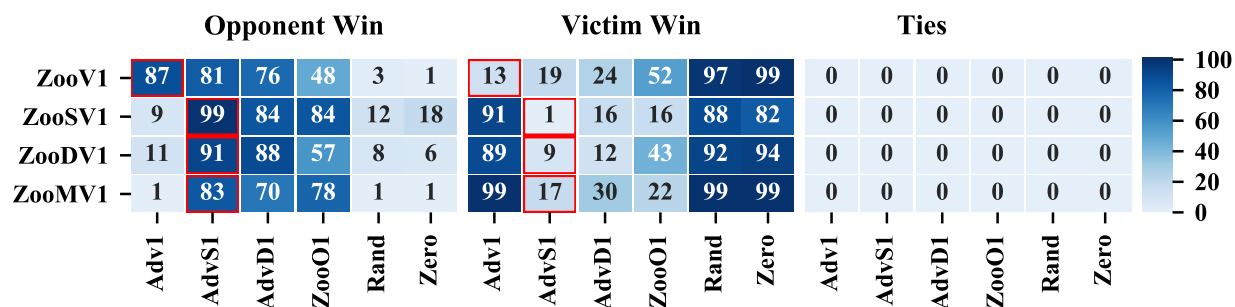 Opponent Win Victim Win Ties
ZooV1 87 81 76 48 3 1 13 19 24 52 97 99 0 0 0 0 0 0 100
ZooSV1 9 99 84 84 12 18 91 1 16 16 88 82 0 0 0 0 0 0 80
60
ZooDV1 11 91 88 57 8 6 89 9 12 43 92 94 0 0 0 0 0 0 40
ZooMV1 1 83 70 78 1 1 99 17 30 22 99 99 0 0 0 0 0 0 20
0
Adv1 AdvS1 AdvD1 ZooO1 Rand Zero Adv1 AdvS1 AdvD1 ZooO1 Rand Zero Adv1 AdvS1 AdvD1 ZooO1 Rand Zero